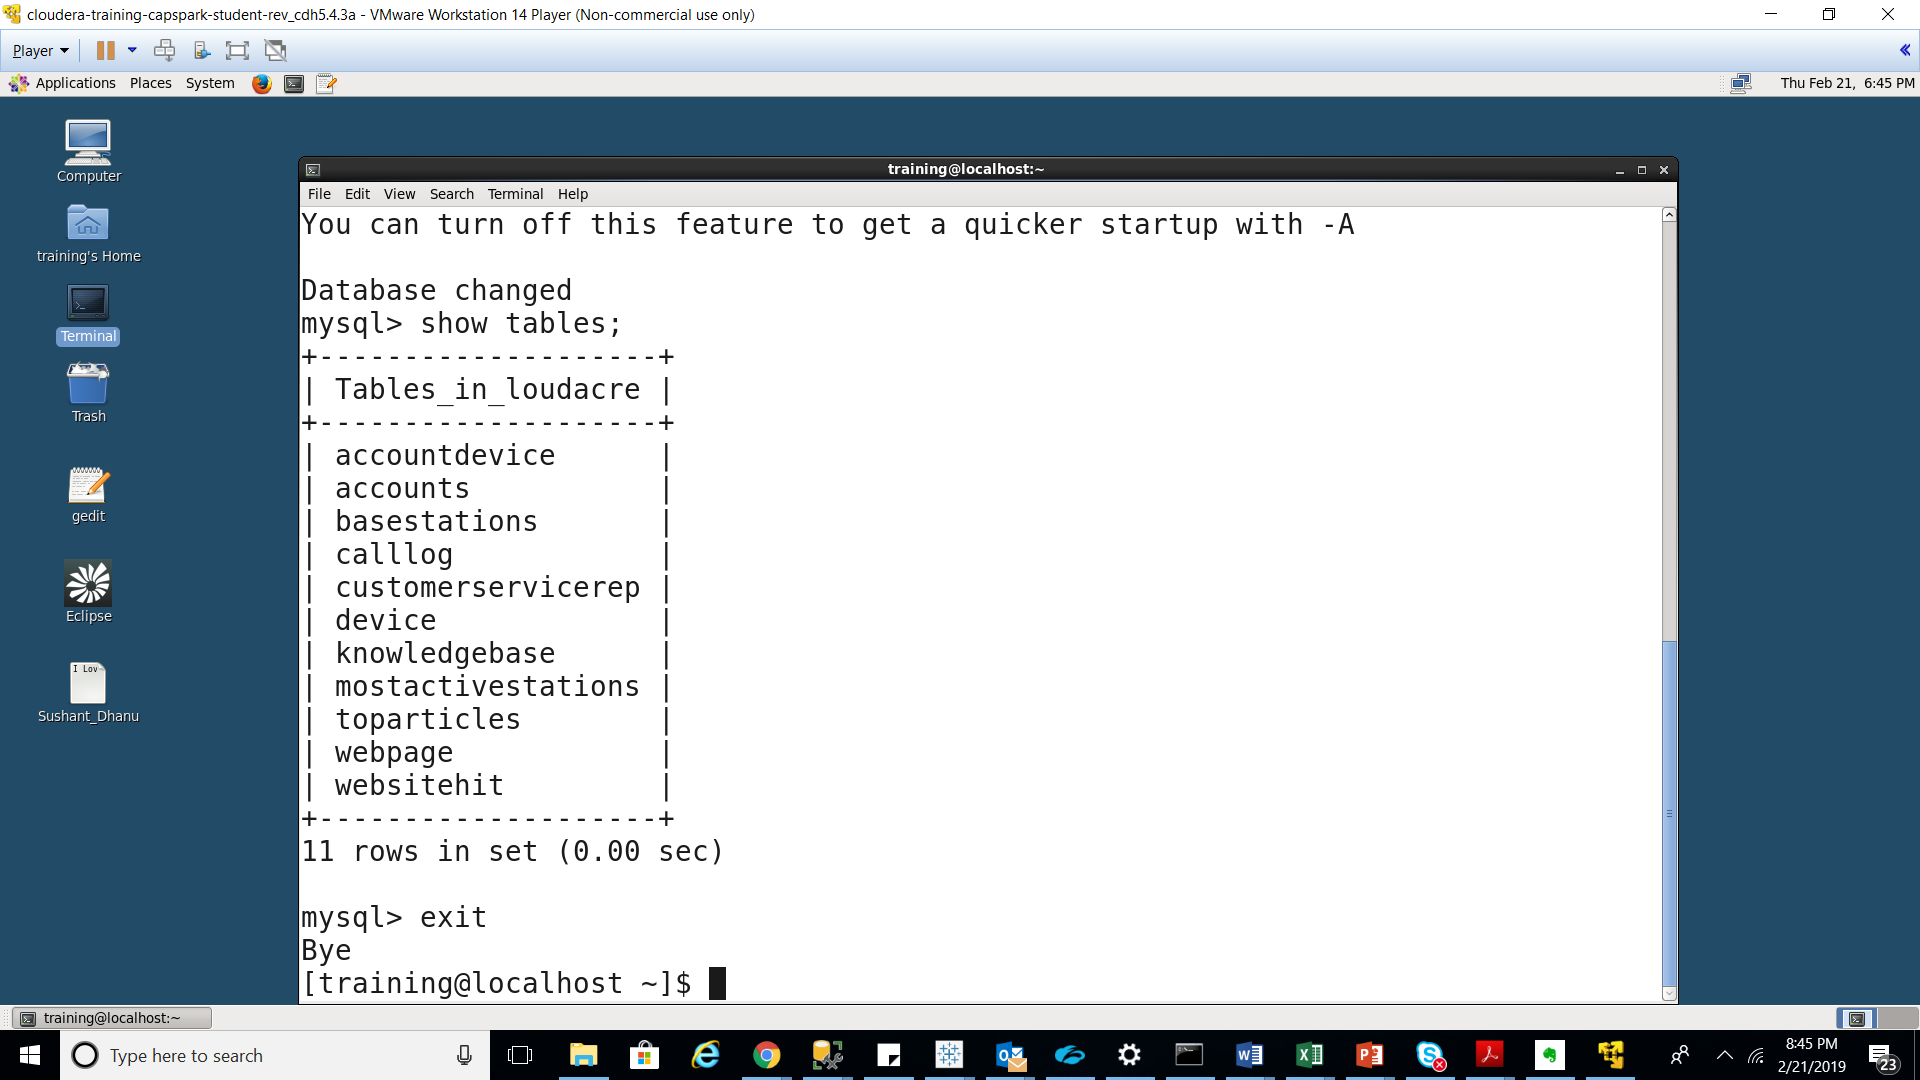 cloudera-training-capspark-student-rev_cdh5.4.3a - VMware Workstation 14 Player (Non-commercial use only)
Player
Applications Places System
Thu Feb 21, 6:45 PM
Computer
training's Home
Terminal
Trash
gedit
Eclipse
I Lov
Sushant_Dhanu
training@localhost:~
File Edit View Search Terminal Help
You can turn off this feature to get a quicker startup with -A
Database changed
mysql> show tables;
+--------------------+
| Tables_in_loudacre |
+--------------------+
| accountdevice |
| accounts |
| basestations |
| calllog |
| customerservicerep |
| device |
| knowledgebase |
| mostactivestations |
| toparticles |
| webpage |
| websitehit |
+--------------------+
11 rows in set (0.00 sec)
mysql> exit
Bye
[training@localhost ~]$
training@localhost:~
Type here to search
8:45 PM
2/21/2019
23